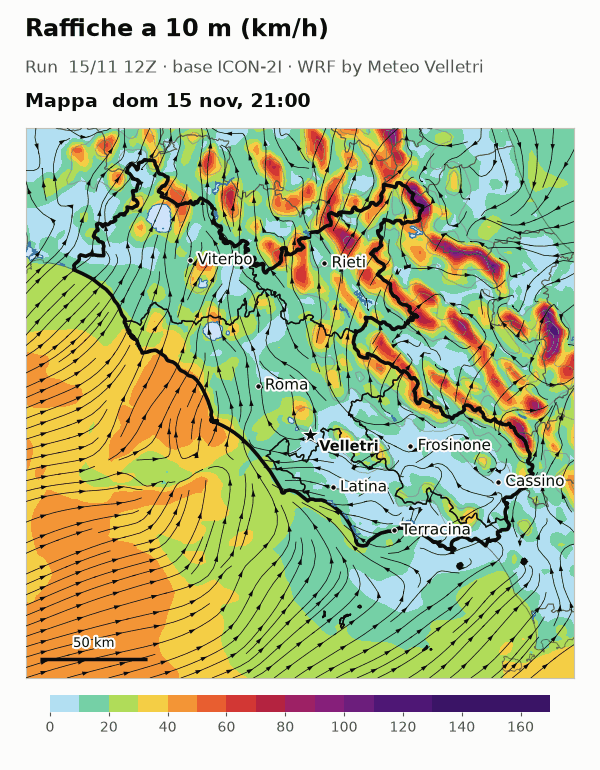 Raffiche a 10 m (km/h)
Run  15/11 12Z · base ICON-2I · WRF by Meteo Velletri
Mappa  dom 15 nov, 21:00
Viterbo
Rieti
Roma
Velletri
Frosinone
Cassino
Latina
Terracina
50 km
0 20 40 60 80 100 120 140 160